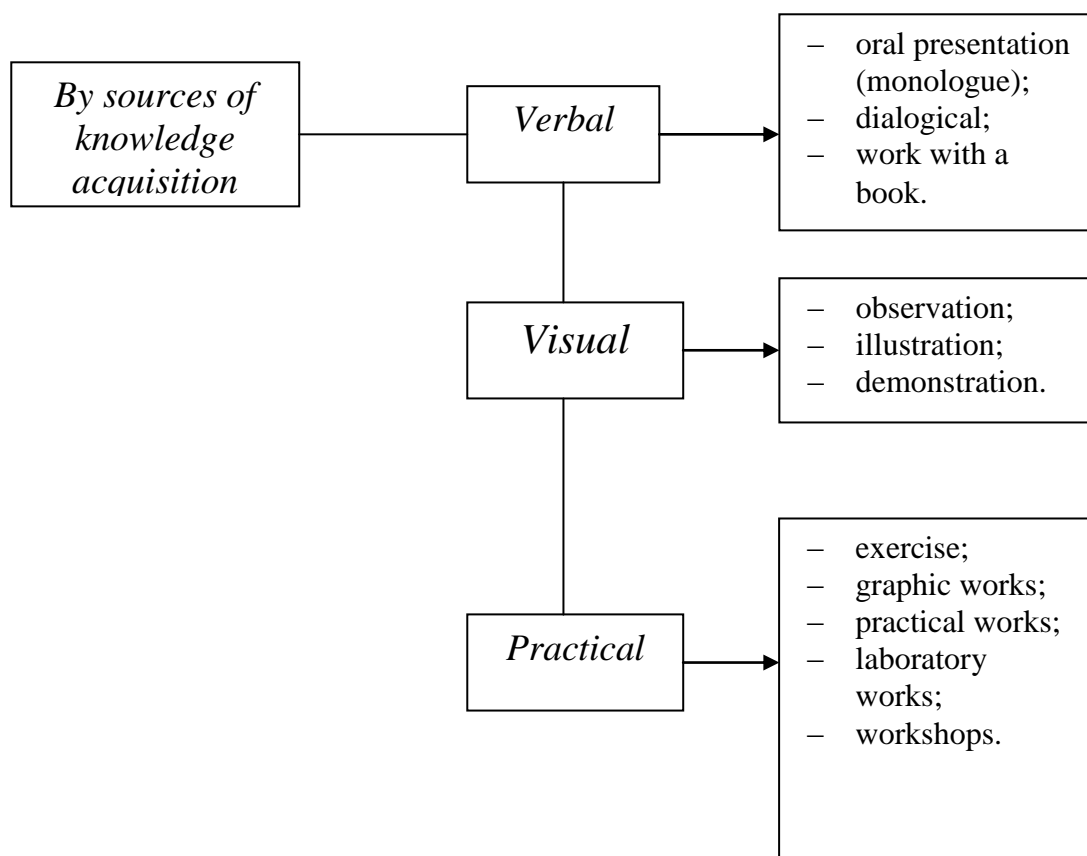 By sources of
knowledge
acquisition
Verbal
– oral presentation
(monologue);
– dialogical;
– work with a
book.
Visual
– observation;
– illustration;
– demonstration.
Practical
– exercise;
– graphic works;
– practical works;
– laboratory
works;
– workshops.